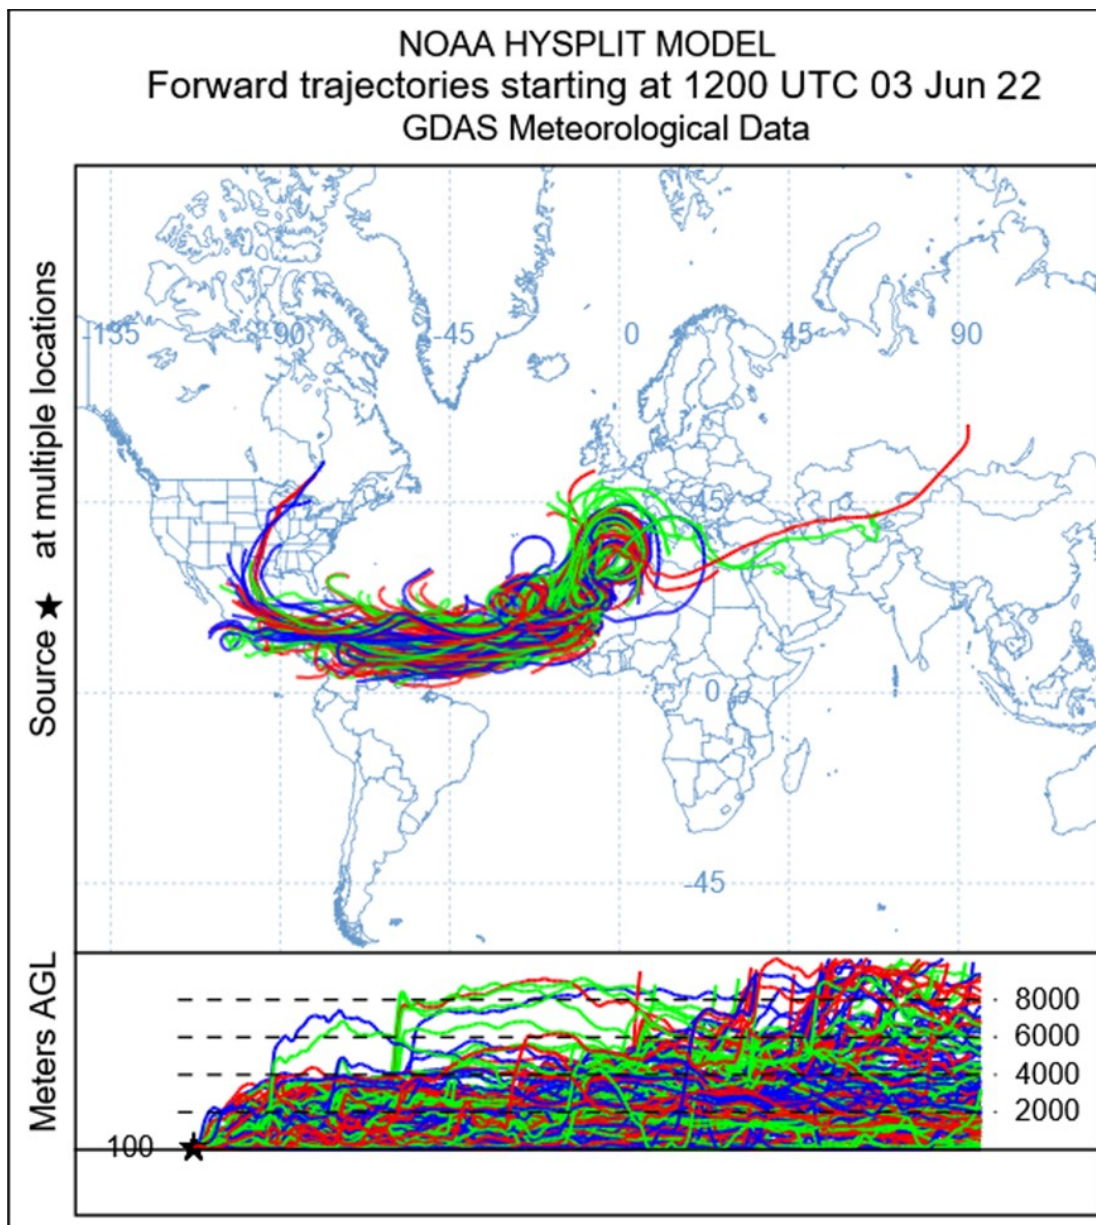 NOAA HYSPLIT MODEL
Forward trajectories starting at 1200 UTC 03 Jun 22
GDAS Meteorological Data
Source ★ at multiple locations
-135
-90
-45
0
45
90
45
0
-45
Meters AGL
8000
6000
4000
2000
100